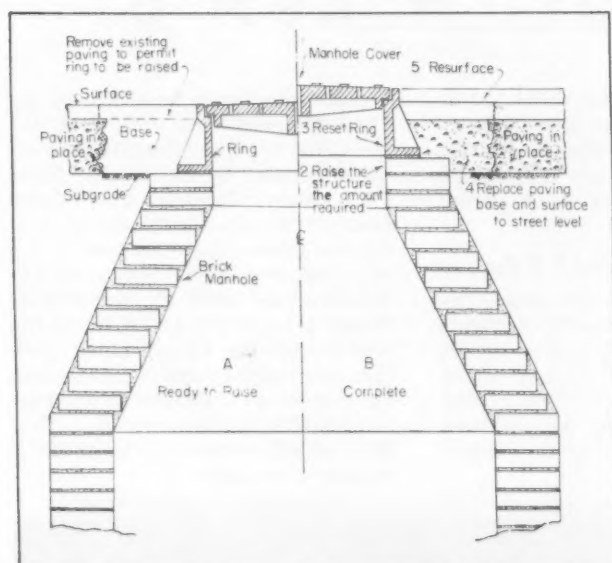 Remove existing
paving to permit
ring to be raised
Manhole Cover
5 Resurface
Surface
Paving in
place
Base
Ring
3 Reset Ring
Paving in
place
Subgrade
2 Raise the
structure
the amount
required
4 Replace paving
base and surface
to street level
℄
Brick
Manhole
A
Ready to Raise
B
Complete